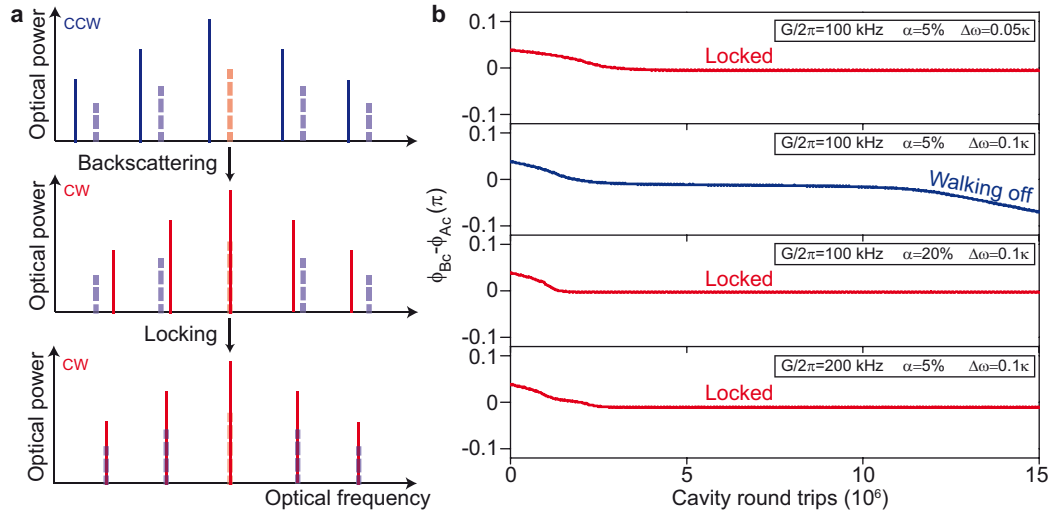 a
CCW
Optical power
Backscattering
CW
Optical power
Locking
CW
Optical power
Optical frequency
b
ϕBc-ϕAc (π)
0.1
0
-0.1
G/2π=100 kHz α=5% Δω=0.05κ
Locked
0.1
0
-0.1
G/2π=100 kHz α=5% Δω=0.1κ
Walking off
0.1
0
-0.1
G/2π=100 kHz α=20% Δω=0.1κ
Locked
0.1
0
-0.1
G/2π=200 kHz α=5% Δω=0.1κ
Locked
0 5 10 15
Cavity round trips (10⁶)